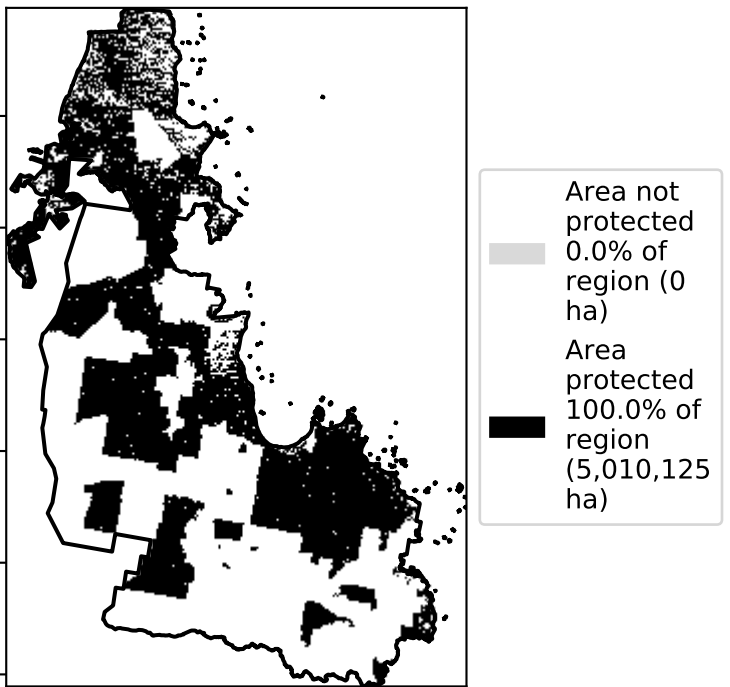 Area not
protected
0.0% of
region (0
ha)
Area
protected
100.0% of
region
(5,010,125
ha)